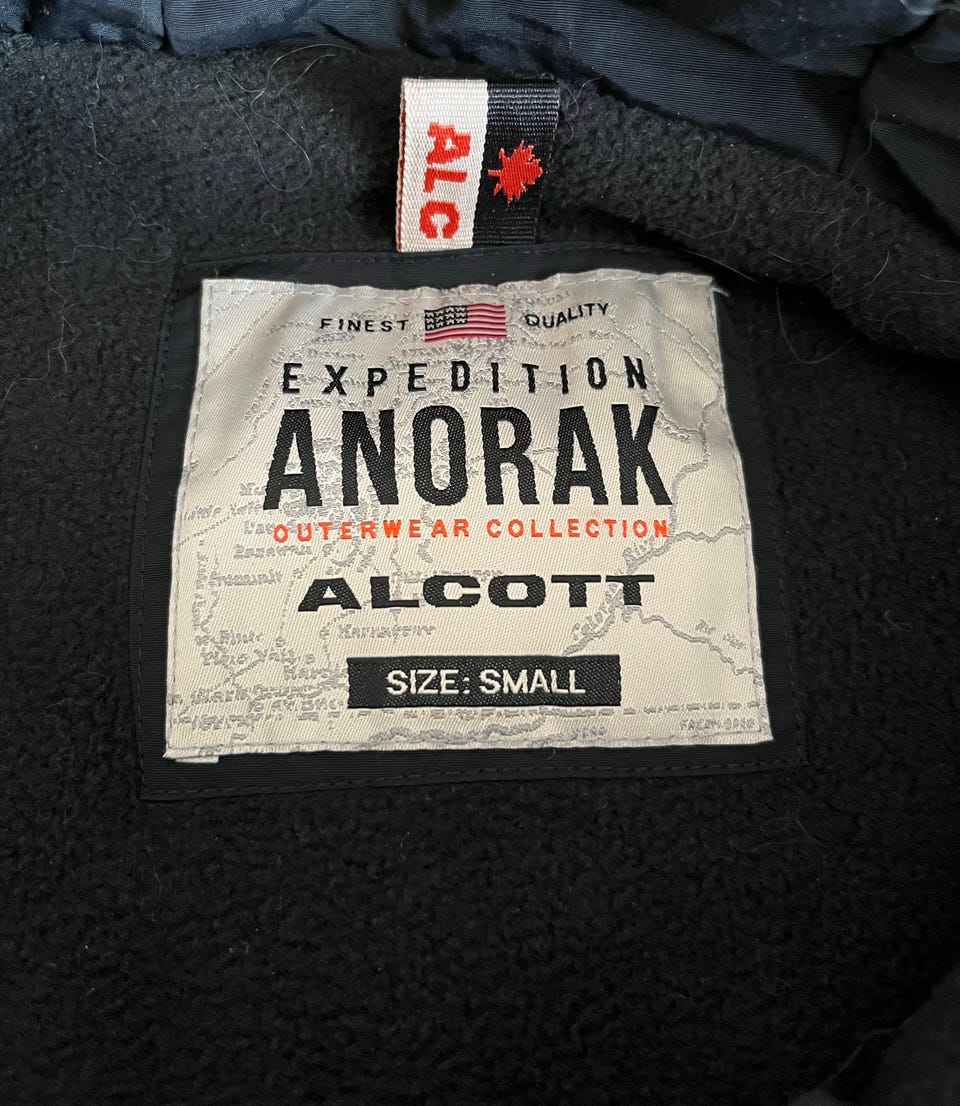 ALC
FINEST QUALITY
EXPEDITION
ANORAK
OUTERWEAR COLLECTION
ALCOTT
SIZE: SMALL